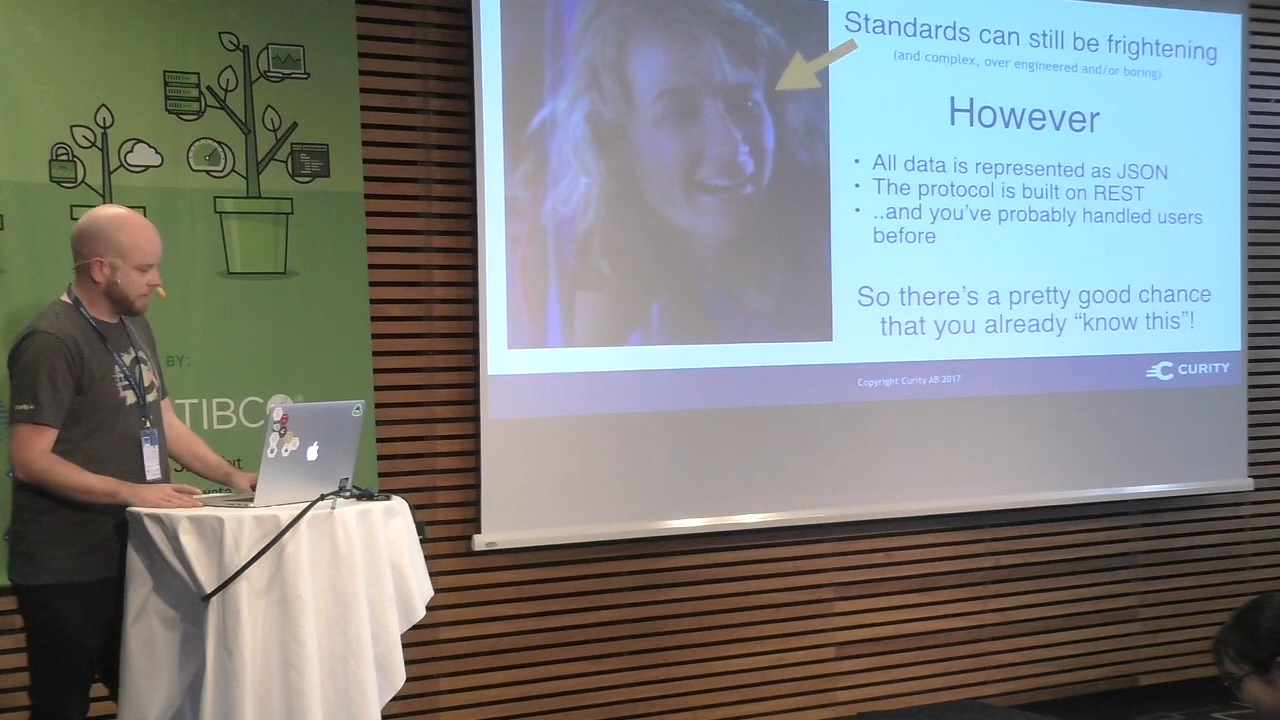 Standards can still be frightening
(and complex, over engineered and/or boring)
However
• All data is represented as JSON
• The protocol is built on REST
• ..and you've probably handled users
before
So there's a pretty good chance
that you already "know this"!
Copyright Curity AB 2017
CURITY
BY:
TIBC